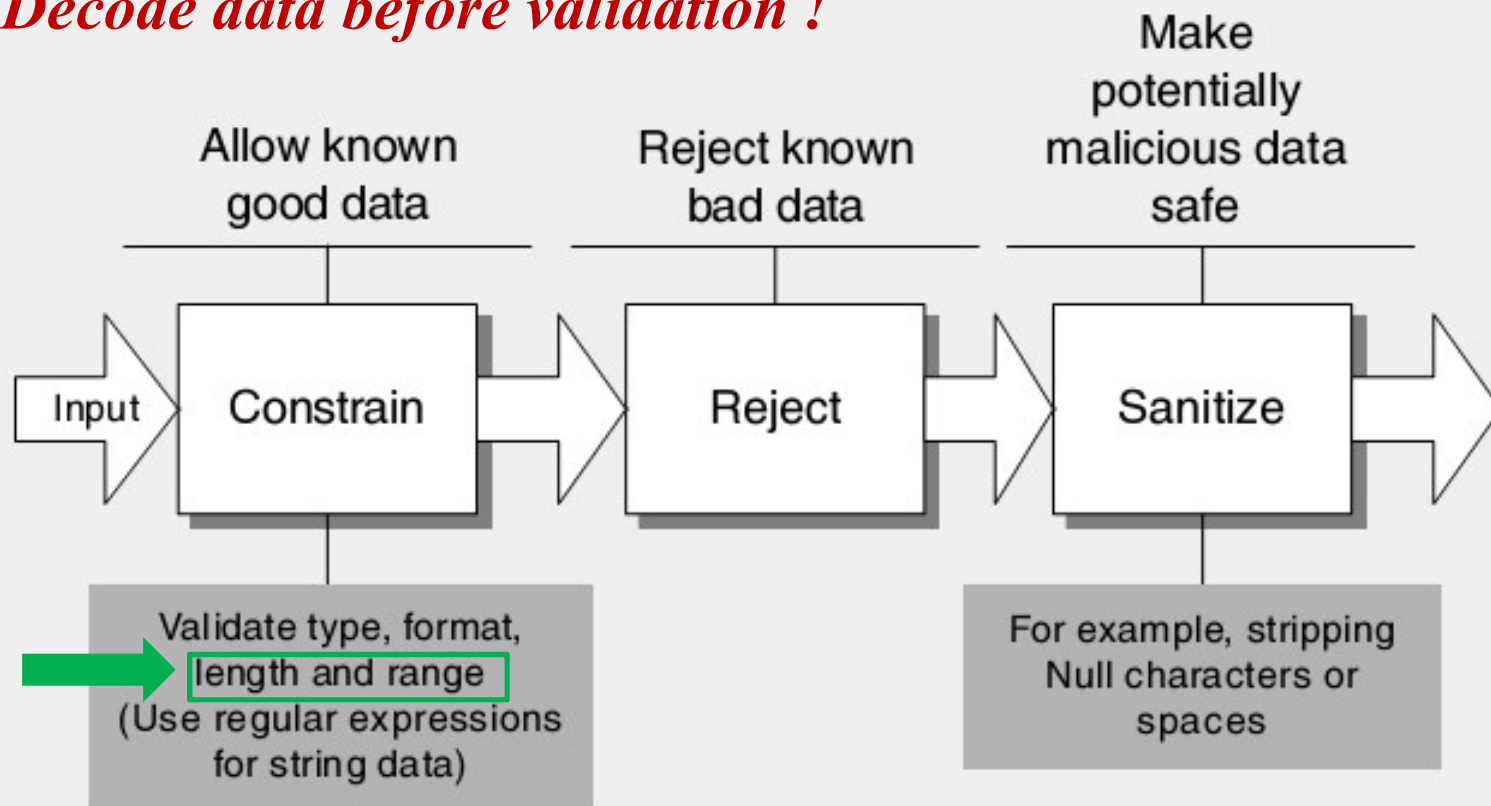 Decode data before validation !
Allow known
good data
Reject known
bad data
Make
potentially
malicious data
safe
Input
Constrain
Reject
Sanitize
Validate type, format,
length and range
(Use regular expressions
for string data)
For example, stripping
Null characters or
spaces